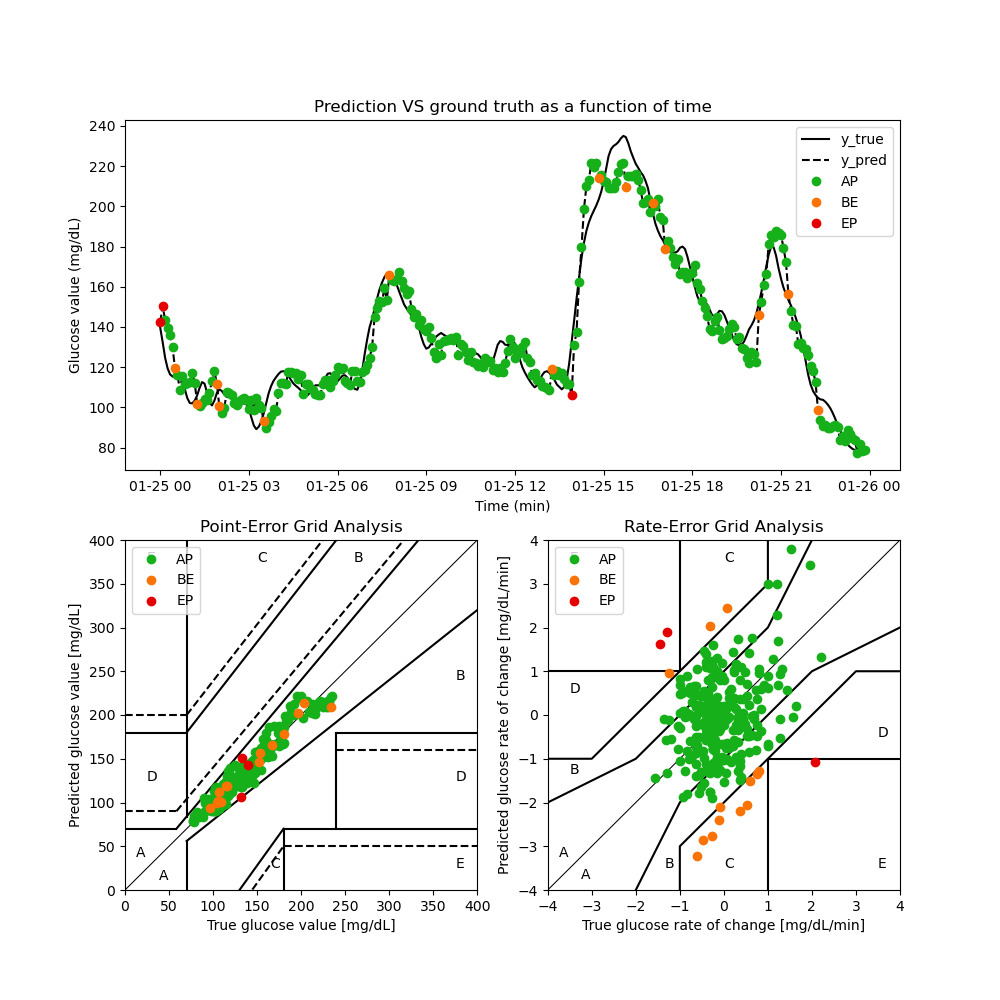 Prediction VS ground truth as a function of time
Glucose value (mg/dL)
240
220
200
180
160
140
120
100
80
y_true
y_pred
AP
BE
EP
01-25 00 01-25 03 01-25 06 01-25 09 01-25 12 01-25 15 01-25 18 01-25 21 01-26 00
Time (min)
Point-Error Grid Analysis
Predicted glucose value [mg/dL]
400
350
300
250
200
150
100
50
0
AP
BE
EP
C B
B
D D
A
A C E
0 50 100 150 200 250 300 350 400
True glucose value [mg/dL]
Rate-Error Grid Analysis
Predicted glucose rate of change [mg/dL/min]
4
3
2
1
0
−1
−2
−3
−4
AP
BE
EP
C
D
D
B
A
A B C E
−4 −3 −2 −1 0 1 2 3 4
True glucose rate of change [mg/dL/min]